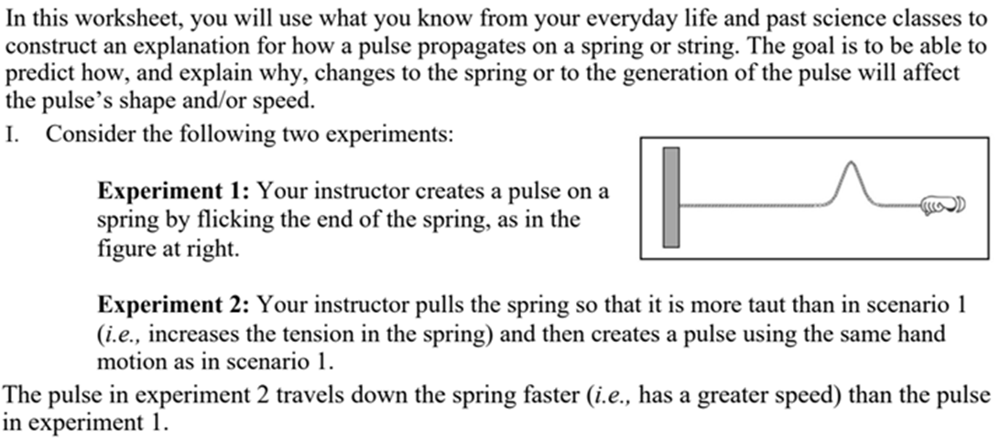 In this worksheet, you will use what you know from your everyday life and past science classes to
construct an explanation for how a pulse propagates on a spring or string. The goal is to be able to
predict how, and explain why, changes to the spring or to the generation of the pulse will affect
the pulse's shape and/or speed.
I. Consider the following two experiments:
Experiment 1: Your instructor creates a pulse on a
spring by flicking the end of the spring, as in the
figure at right.
Experiment 2: Your instructor pulls the spring so that it is more taut than in scenario 1
(i.e., increases the tension in the spring) and then creates a pulse using the same hand
motion as in scenario 1.
The pulse in experiment 2 travels down the spring faster (i.e., has a greater speed) than the pulse
in experiment 1.